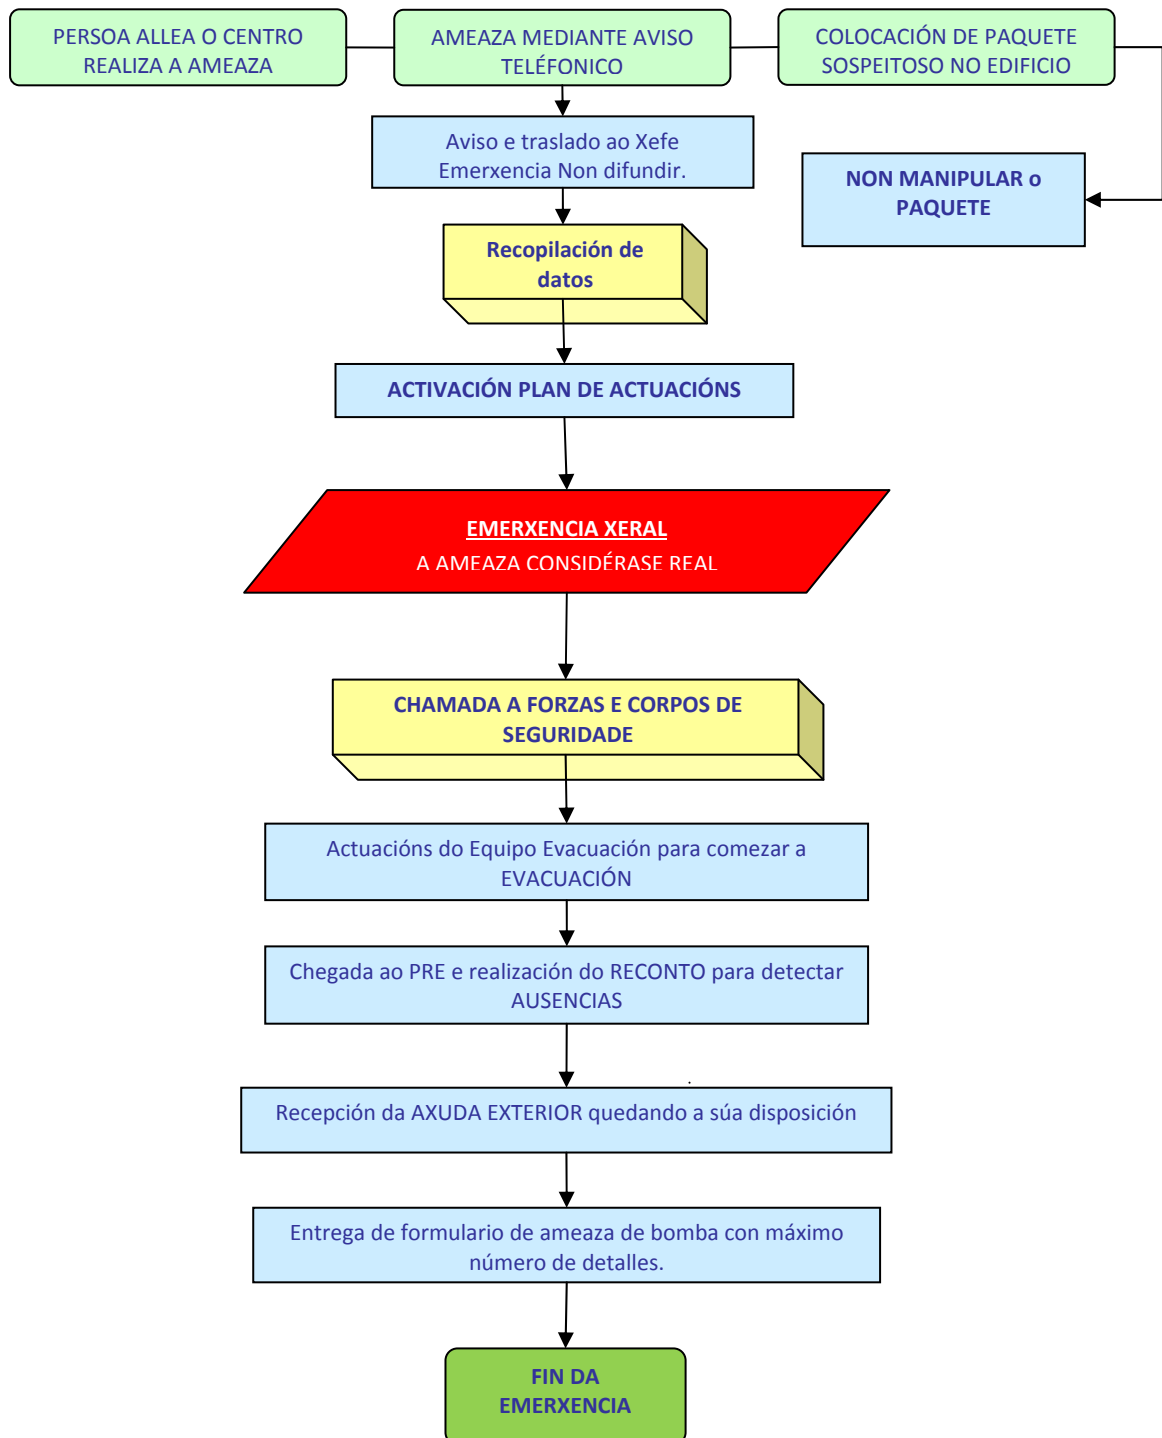 PERSOA ALLEA O CENTRO
REALIZA A AMEAZA
AMEAZA MEDIANTE AVISO
TELÉFONICO
COLOCACIÓN DE PAQUETE
SOSPEITOSO NO EDIFICIO
Aviso e traslado ao Xefe
Emerxencia Non difundir.
NON MANIPULAR o
PAQUETE
Recopilación de
datos
ACTIVACIÓN PLAN DE ACTUACIÓNS
EMERXENCIA XERAL
A AMEAZA CONSIDÉRASE REAL
CHAMADA A FORZAS E CORPOS DE
SEGURIDADE
Actuacións do Equipo Evacuación para comezar a
EVACUACIÓN
Chegada ao PRE e realización do RECONTO para detectar
AUSENCIAS
Recepción da AXUDA EXTERIOR quedando a súa disposición
Entrega de formulario de ameaza de bomba con máximo
número de detalles.
FIN DA
EMERXENCIA